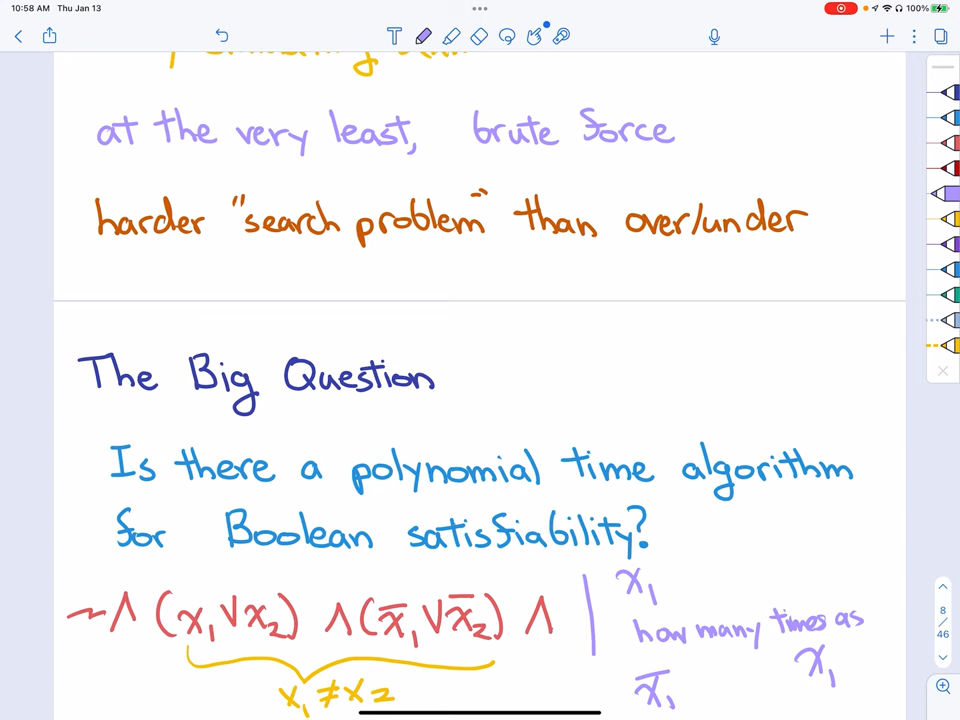 10:58 AM Thu Jan 13
100%
at the very least, brute force
harder "search problem" than over/under
The Big Question
Is there a polynomial time algorithm
for Boolean satisfiability?
~∧ (x₁ ∨ x₂) ∧ (x̄₁ ∨ x̄₂) ∧
x₁ ≠ x₂
x₁
how many times as
x₁
x̄₁
8
/
46